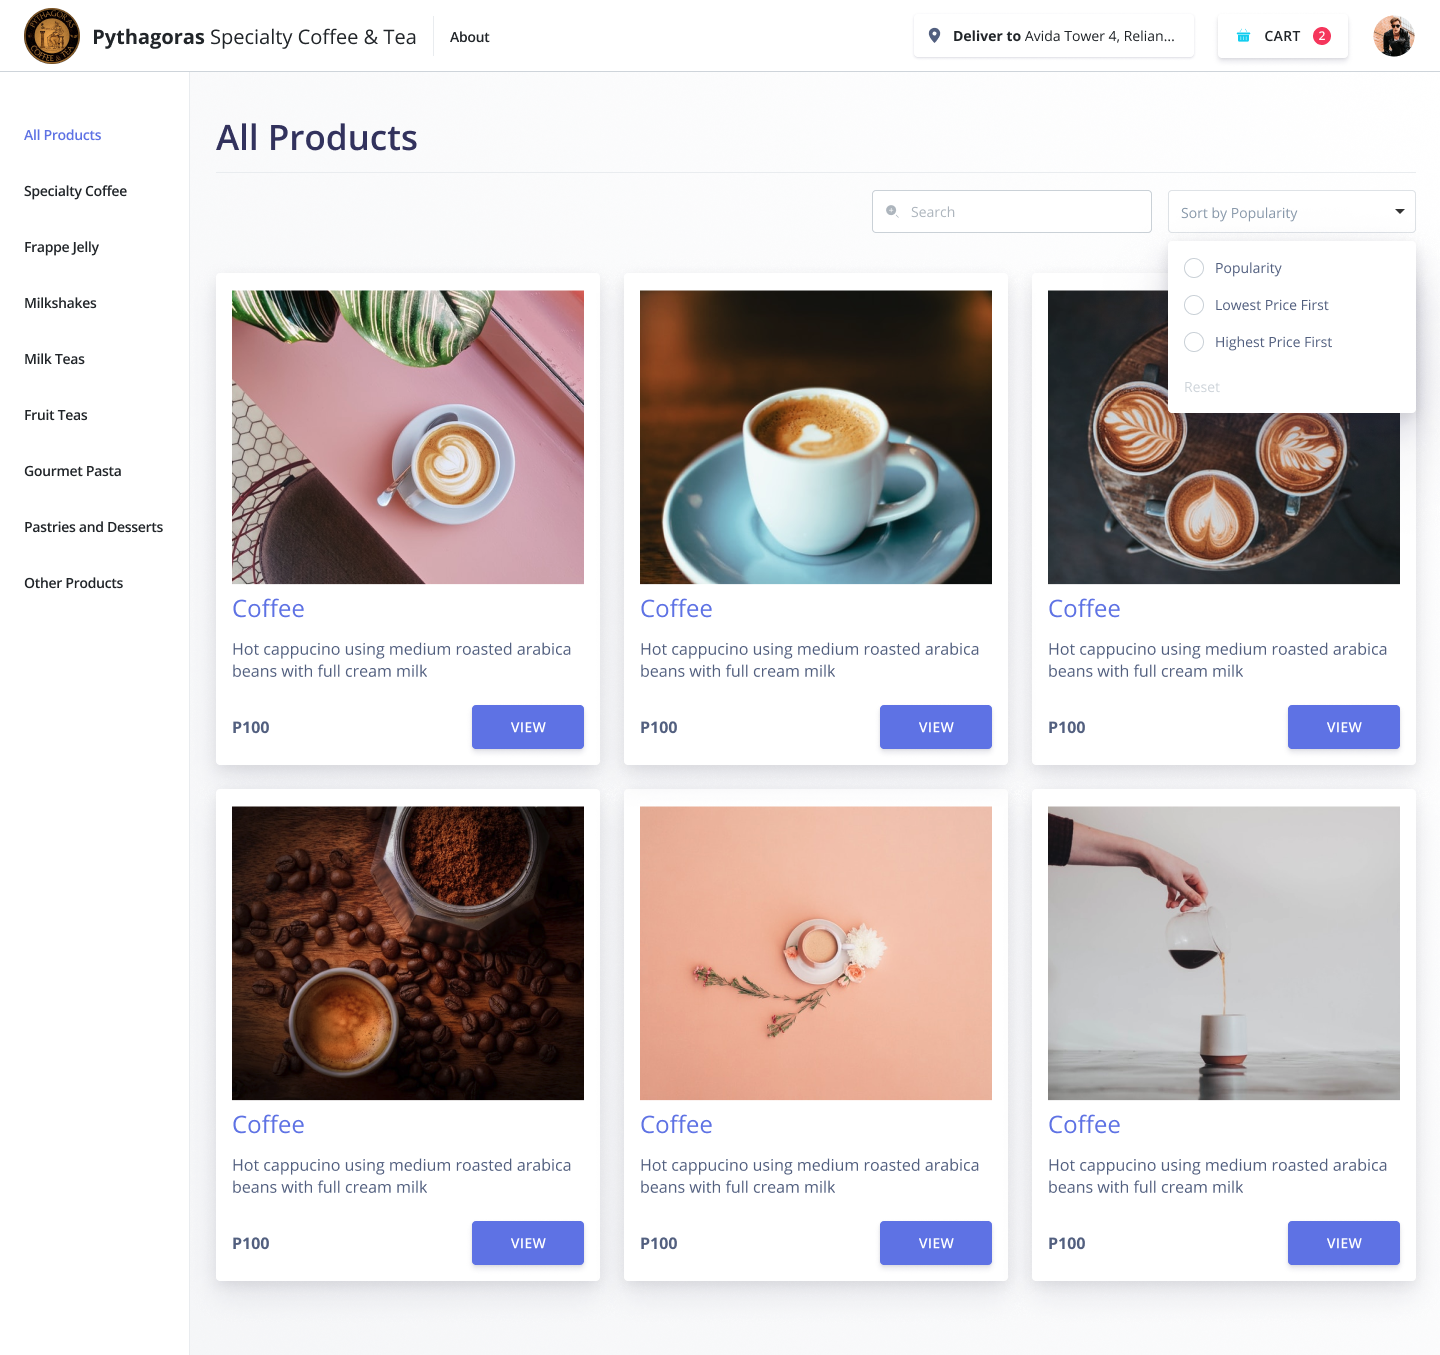 PYTHAGORAS
COFFEE & TEA
Pythagoras Specialty Coffee & Tea
About
Deliver to Avida Tower 4, Relian...
CART 2
All Products
Specialty Coffee
Frappe Jelly
Milkshakes
Milk Teas
Fruit Teas
Gourmet Pasta
Pastries and Desserts
Other Products
All Products
Search
Sort by Popularity
Popularity
Lowest Price First
Highest Price First
Reset
Coffee
Hot cappucino using medium roasted arabica
beans with full cream milk
P100
VIEW
Coffee
Hot cappucino using medium roasted arabica
beans with full cream milk
P100
VIEW
Coffee
Hot cappucino using medium roasted arabica
beans with full cream milk
P100
VIEW
Coffee
Hot cappucino using medium roasted arabica
beans with full cream milk
P100
VIEW
Coffee
Hot cappucino using medium roasted arabica
beans with full cream milk
P100
VIEW
Coffee
Hot cappucino using medium roasted arabica
beans with full cream milk
P100
VIEW